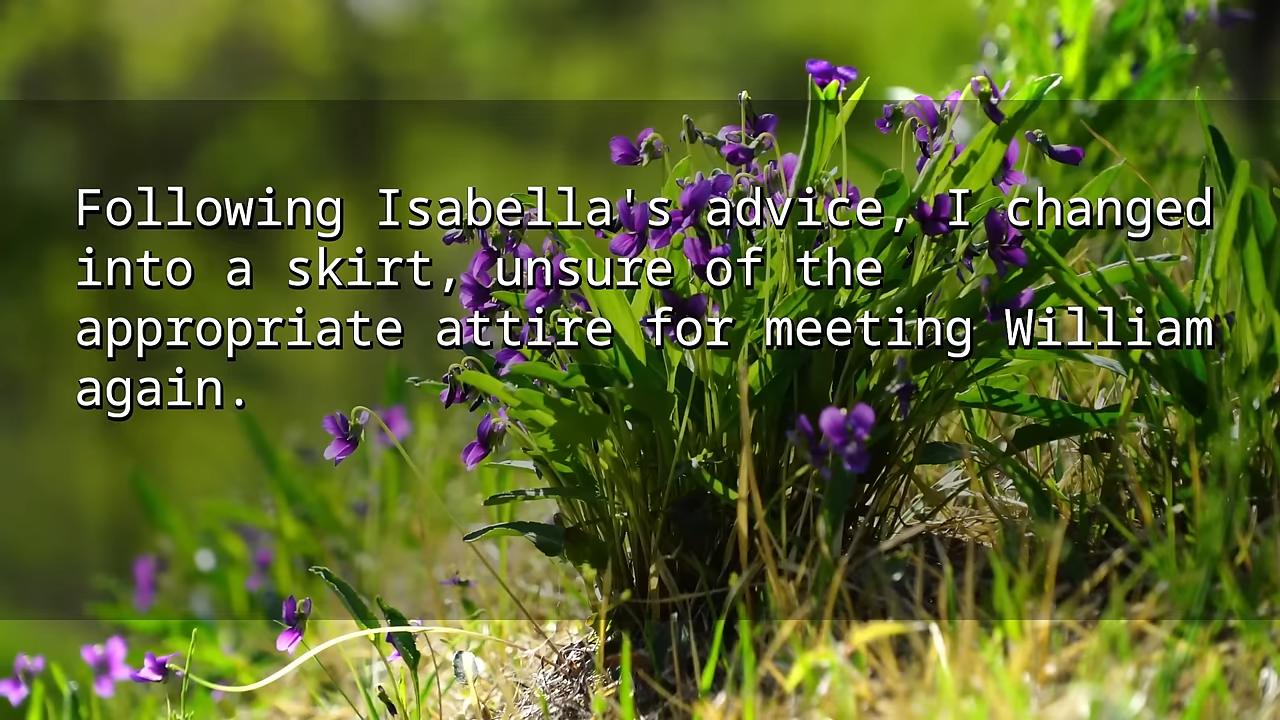 Following Isabella's advice, I changed
into a skirt, unsure of the
appropriate attire for meeting William
again.